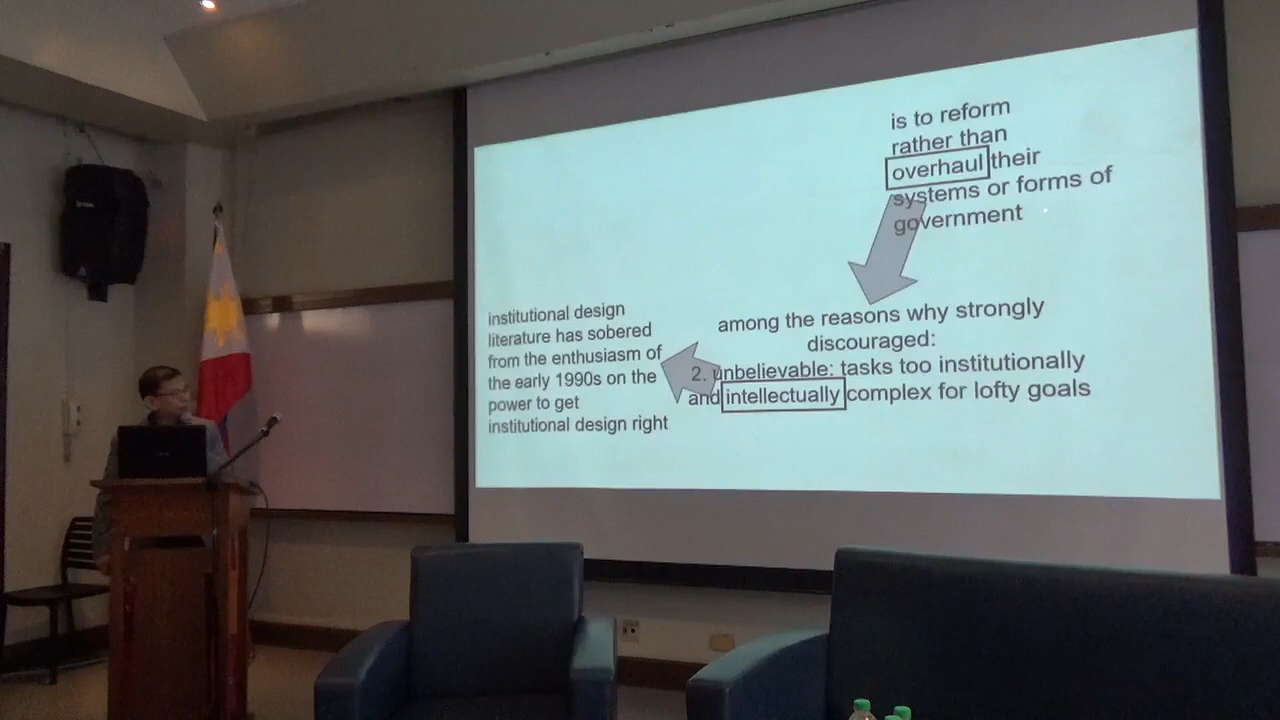 is to reform
rather than
overhaul their
systems or forms of
government
among the reasons why strongly
discouraged:
2. unbelievable: tasks too institutionally
and intellectually complex for lofty goals
institutional design
literature has sobered
from the enthusiasm of
the early 1990s on the
power to get
institutional design right